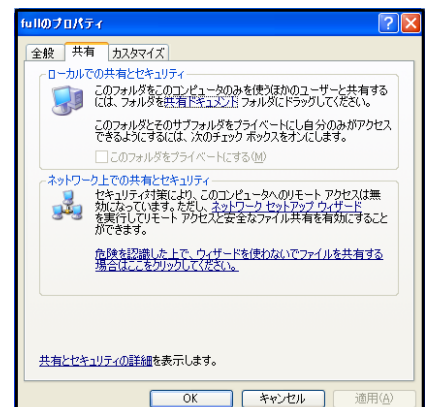 fullのプロパティ
全般 共有 カスタマイズ
ローカルでの共有とセキュリティ
このフォルダをこのコンピュータのみを使うほかのユーザーと共有する
には、フォルダを共有ドキュメント フォルダにドラッグしてください。
このフォルダとそのサブフォルダをプライベートにし自分のみがアクセス
できるようにするには、次のチェック ボックスをオンにします。
このフォルダをプライベートにする(M)
ネットワーク上での共有とセキュリティ
セキュリティ対策により、このコンピュータへのリモート アクセスは無
効になっています。ただし、ネットワーク セットアップ ウィザード
を実行してリモート アクセスと安全なファイル共有を有効にすること
ができます。
危険を認識した上で、ウィザードを使わないでファイルを共有する
場合はここをクリックしてください。
共有とセキュリティの詳細を表示します。
OK キャンセル 適用(A)